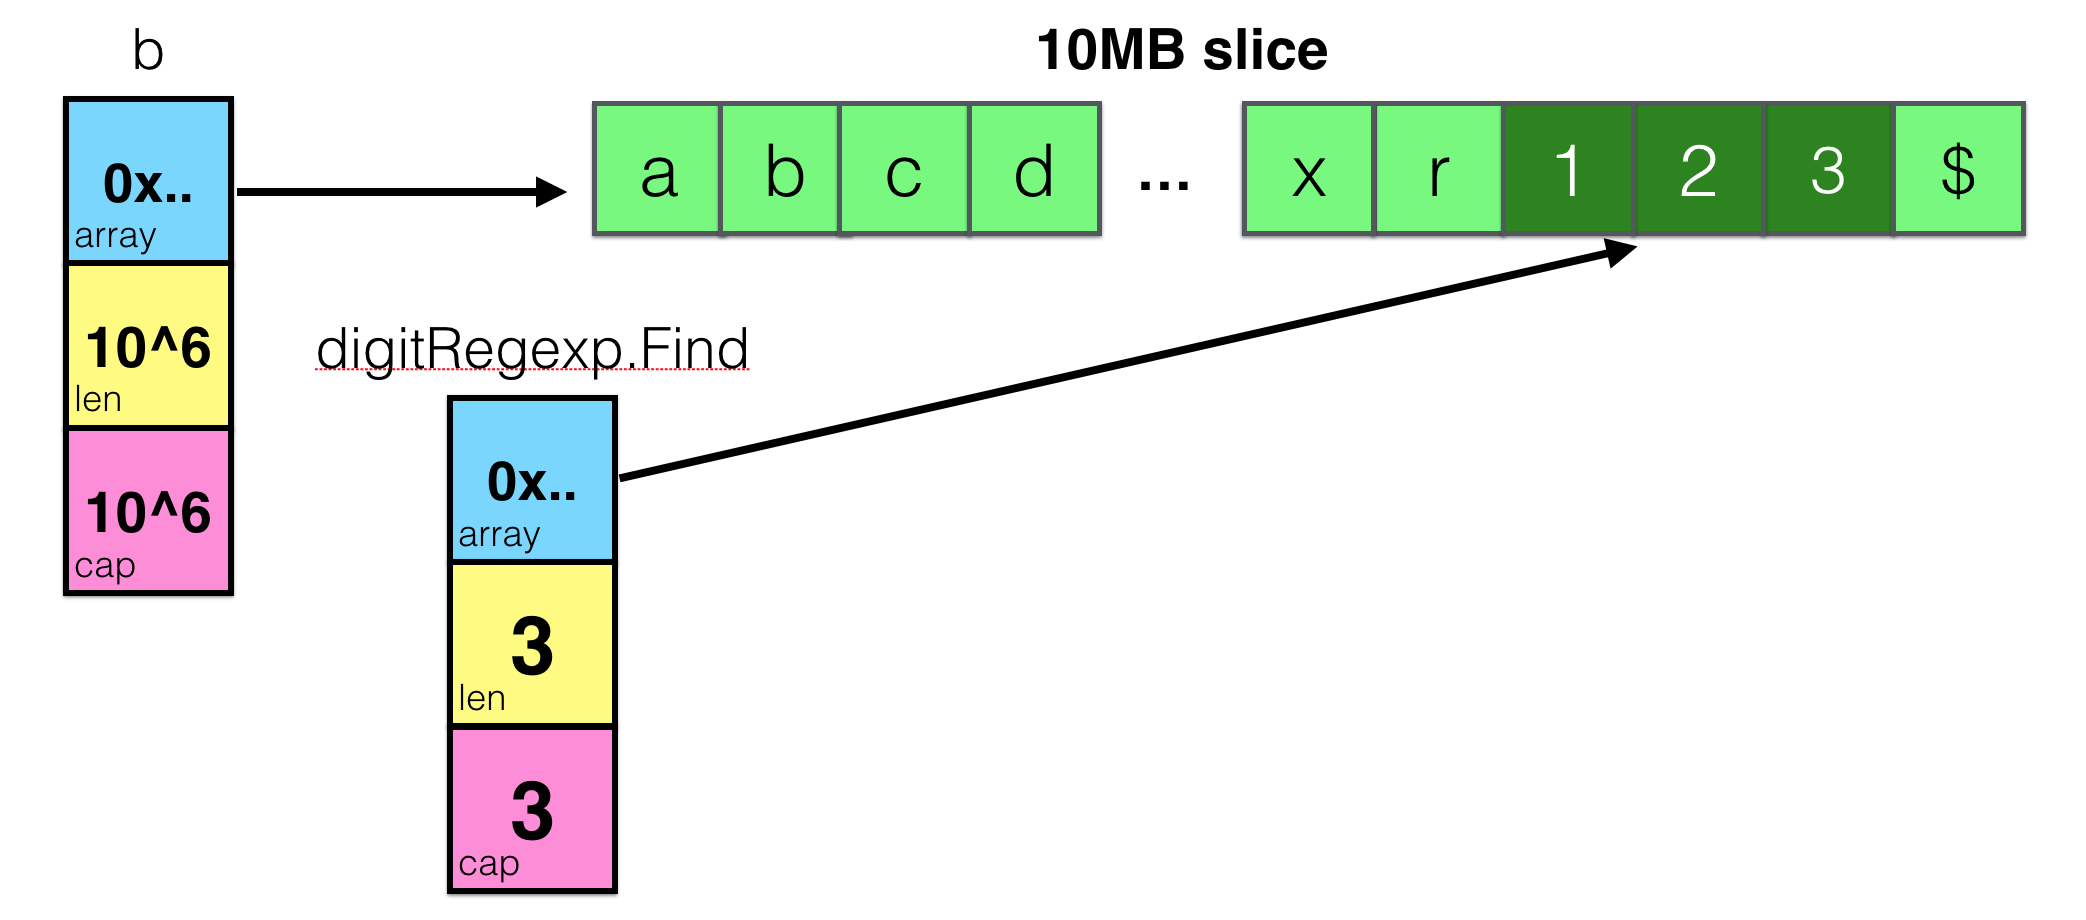 b
10MB slice
0x..
array
a b c d ... x r 1 2 3 $
10^6
len
10^6
cap
digitRegexp.Find
0x..
array
3
len
3
cap